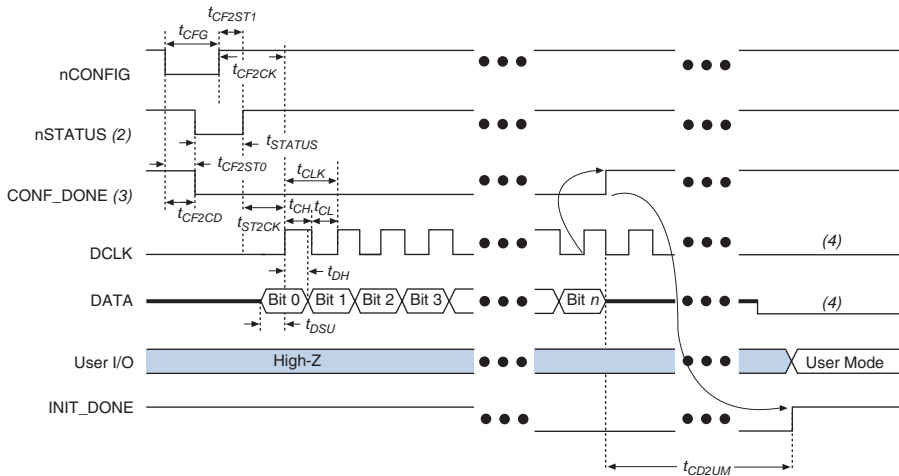 tCF2ST1
tCFG
tCF2CK
nCONFIG
nSTATUS (2)
tSTATUS
tCF2ST0
tCLK
CONF_DONE (3)
tCF2CD
tST2CK
tCH
tCL
DCLK
(4)
tDH
DATA
Bit 0
Bit 1
Bit 2
Bit 3
Bit n
(4)
tDSU
User I/O
High-Z
User Mode
INIT_DONE
tCD2UM